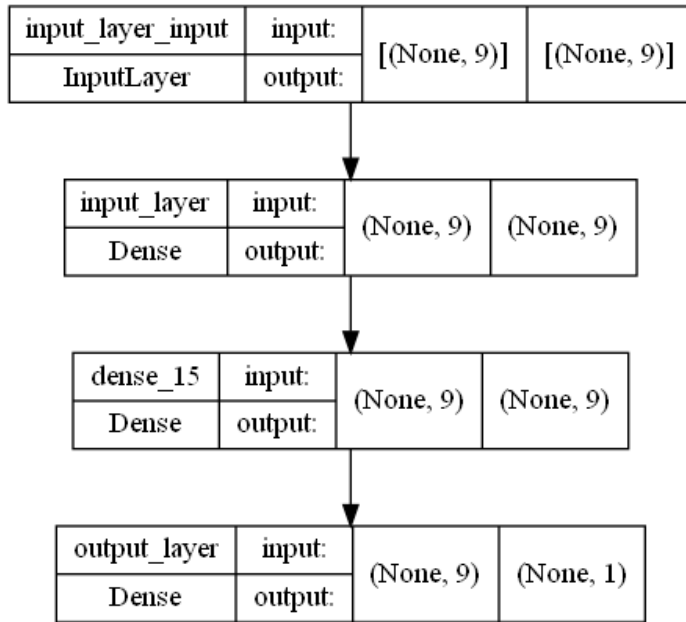 input_layer_input input: [(None, 9)] [(None, 9)]
InputLayer output:
input_layer input: (None, 9) (None, 9)
Dense output:
dense_15 input: (None, 9) (None, 9)
Dense output:
output_layer input: (None, 9) (None, 1)
Dense output: